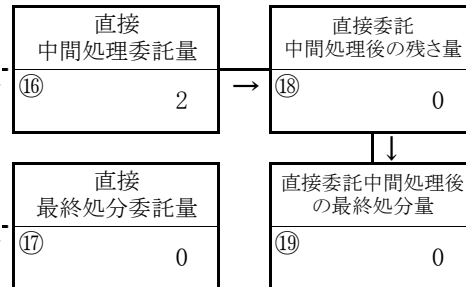 直接
中間処理委託量
⑯
2
→
直接委託
中間処理後の残さ量
⑱
0
↓
直接
最終処分委託量
⑰
0
直接委託中間処理後
の最終処分量
⑲
0